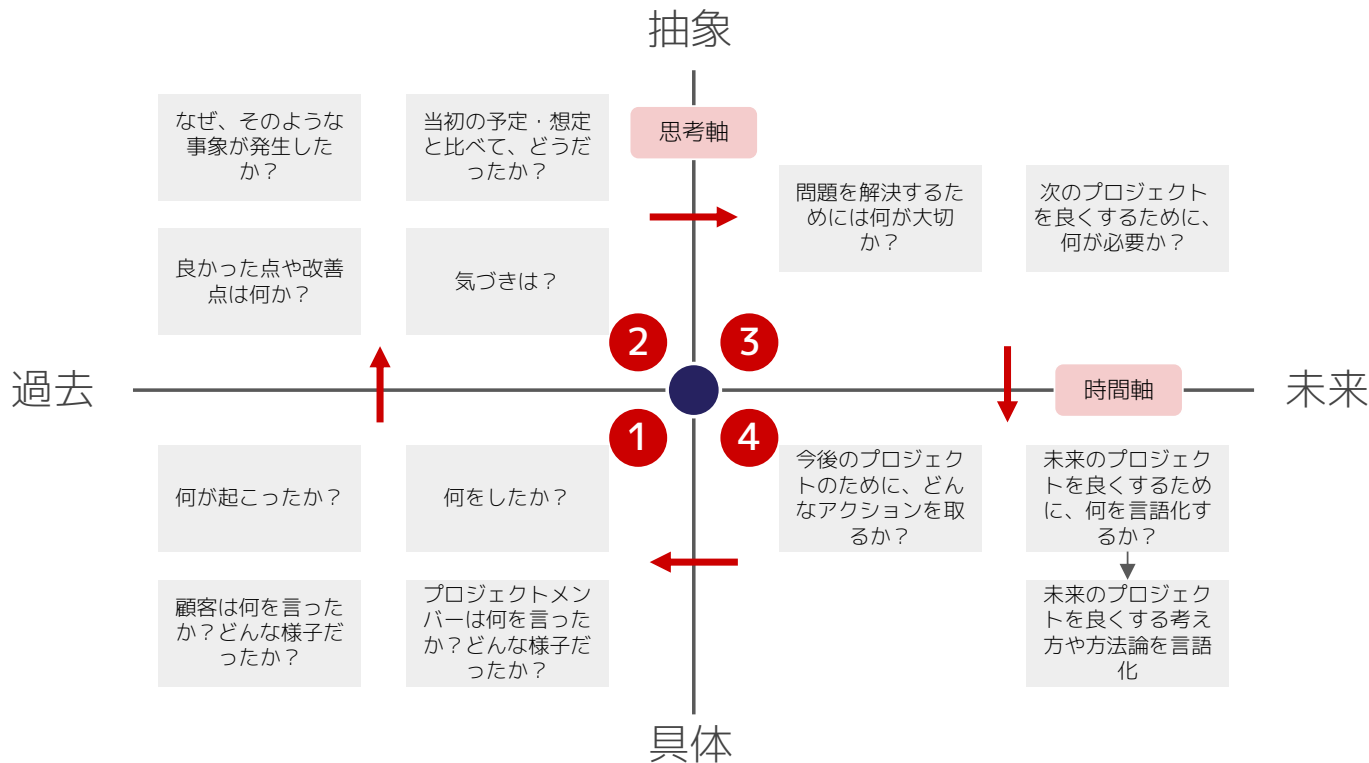 抽象
思考軸
なぜ、そのような
事象が発生した
か？
当初の予定・想定
と比べて、どうだ
ったか？
良かった点や改善
点は何か？
気づきは？
問題を解決するた
めには何が大切
か？
次のプロジェクト
を良くするために、
何が必要か？
2
3
過去
時間軸
未来
1
4
何が起こったか？
何をしたか？
顧客は何を言った
か？どんな様子だ
ったか？
プロジェクトメン
バーは何を言った
か？どんな様子だ
ったか？
今後のプロジェク
トのために、どん
なアクションを取
るか？
未来のプロジェク
トを良くするため
に、何を言語化す
るか？
未来のプロジェク
トを良くする考え
方や方法論を言語
化
具体